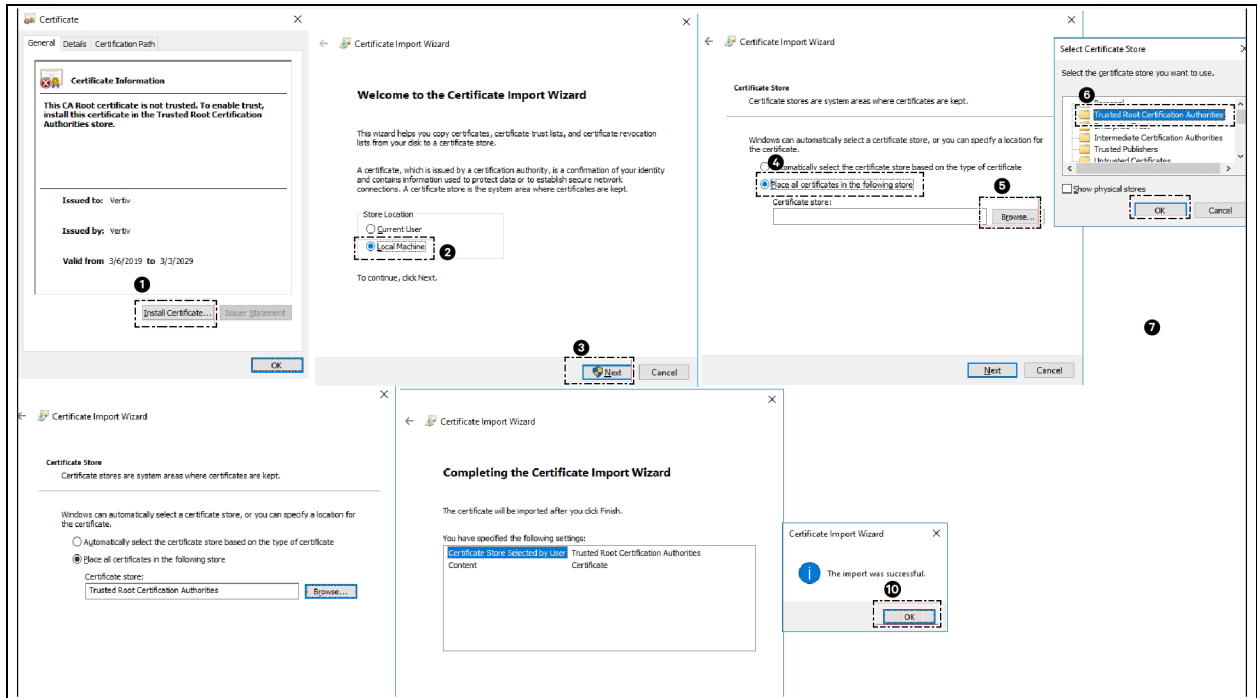 Certificate
General Details Certification Path
Certificate Information
This CA Root certificate is not trusted. To enable trust,
install this certificate in the Trusted Root Certification
Authorities store.
Issued to: Vertiv
Issued by: Vertiv
Valid from 3/6/2019 to 3/3/2029
1
Install Certificate... Issuer Statement
OK
Certificate Import Wizard
Welcome to the Certificate Import Wizard
This wizard helps you copy certificates, certificate trust lists, and certificate revocation
lists from your disk to a certificate store.
A certificate, which is issued by a certification authority, is a confirmation of your identity
and contains information used to protect data or to establish secure network
connections. A certificate store is the system area where certificates are kept.
Store Location
Current User
Local Machine
2
To continue, click Next.
3
Next Cancel
Certificate Import Wizard
Certificate Store
Certificate stores are system areas where certificates are kept.
Windows can automatically select a certificate store, or you can specify a location for
the certificate.
4
Automatically select the certificate store based on the type of certificate
Place all certificates in the following store
5
Certificate store:
Browse...
Next Cancel
Select Certificate Store
Select the certificate store you want to use.
6
Personal
Trusted Root Certification Authorities
Enterprise Trust
Intermediate Certification Authorities
Trusted Publishers
Untrusted Certificates
Show physical stores
OK Cancel
7
Certificate Import Wizard
Certificate Store
Certificate stores are system areas where certificates are kept.
Windows can automatically select a certificate store, or you can specify a location for
the certificate.
Automatically select the certificate store based on the type of certificate
Place all certificates in the following store
Certificate store:
Trusted Root Certification Authorities Browse...
Certificate Import Wizard
Completing the Certificate Import Wizard
The certificate will be imported after you click Finish.
You have specified the following settings:
Certificate Store Selected by User Trusted Root Certification Authorities
Content Certificate
Certificate Import Wizard
The import was successful.
10
OK